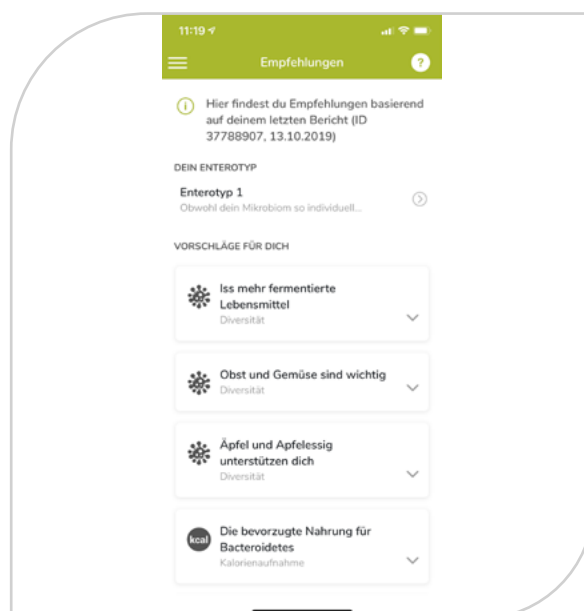 11:19
Empfehlungen
?
Hier findest du Empfehlungen basierend
auf deinem letzten Bericht (ID
37788907, 13.10.2019)
DEIN ENTEROTYP
Enterotyp 1
Obwohl dein Mikrobiom so individuell...
VORSCHLÄGE FÜR DICH
Iss mehr fermentierte
Lebensmittel
Diversität
Obst und Gemüse sind wichtig
Diversität
Äpfel und Apfelessig
unterstützen dich
Diversität
kcal
Die bevorzugte Nahrung für
Bacteroidetes
Kalorienaufnahme